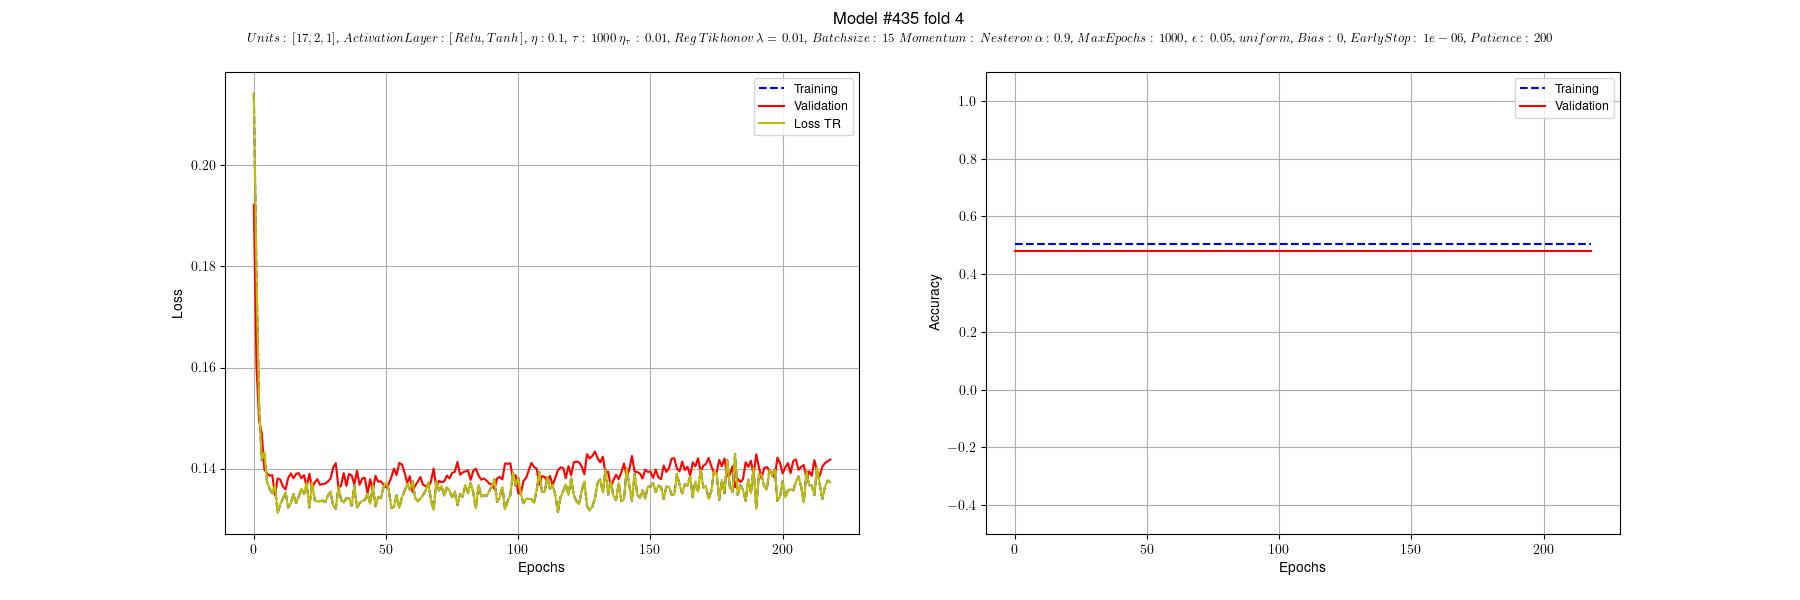 Model #435 fold 4
Units : [17, 2, 1], ActivationLayer : [Relu, Tanh], η : 0.1, τ : 1000 ητ : 0.01, Reg Tikhonov λ = 0.01, Batchsize : 15 Momentum : Nesterov α : 0.9, MaxEpochs : 1000, ϵ : 0.05, uniform, Bias : 0, EarlyStop : 1e − 06, Patience : 200
Training
Validation
Loss TR
0.20
0.18
0.16
0.14
Loss
0 50 100 150 200
Epochs
Training
Validation
1.0
0.8
0.6
0.4
0.2
0.0
−0.2
−0.4
Accuracy
0 50 100 150 200
Epochs